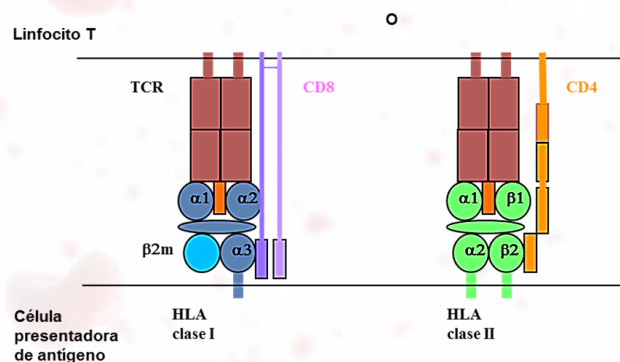 O
Linfocito T
TCR
CD8
CD4
α1
α2
α1
β1
β2m
α3
α2
β2
HLA
clase I
HLA
clase II
Célula
presentadora
de antígeno